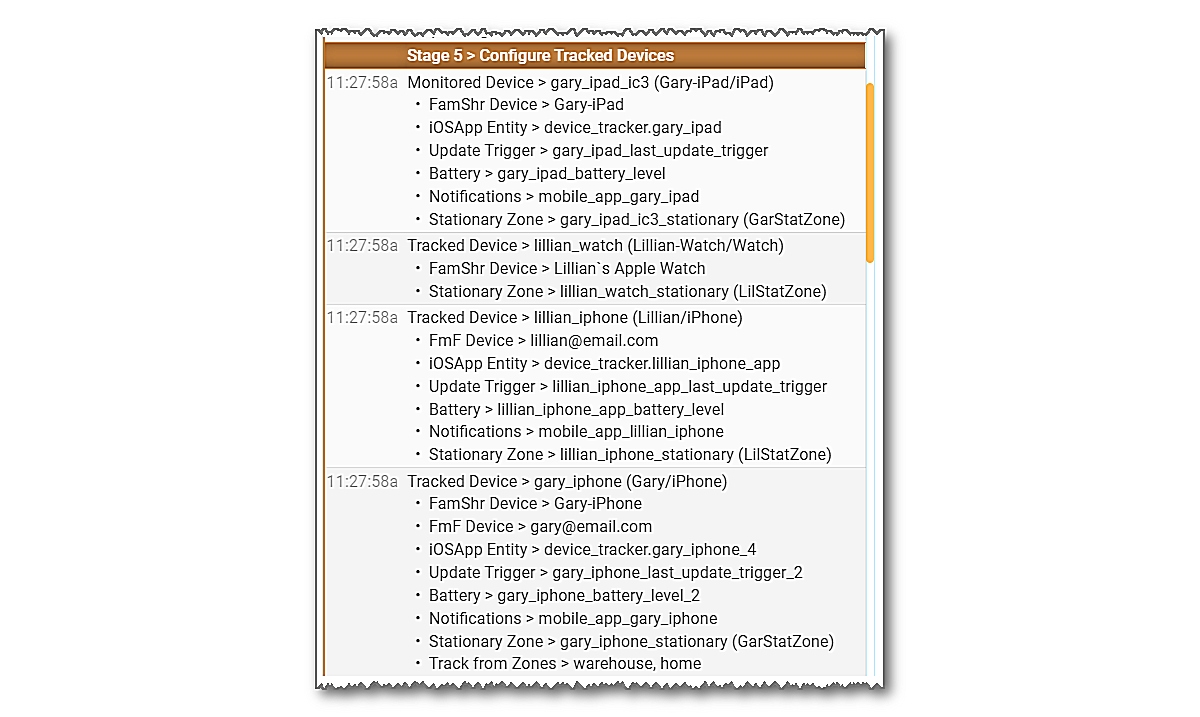 Stage 5 > Configure Tracked Devices
11:27:58a Monitored Device > gary_ipad_ic3 (Gary-iPad/iPad)
• FamShr Device > Gary-iPad
• iOSApp Entity > device_tracker.gary_ipad
• Update Trigger > gary_ipad_last_update_trigger
• Battery > gary_ipad_battery_level
• Notifications > mobile_app_gary_ipad
• Stationary Zone > gary_ipad_ic3_stationary (GarStatZone)
11:27:58a Tracked Device > lillian_watch (Lillian-Watch/Watch)
• FamShr Device > Lillian`s Apple Watch
• Stationary Zone > lillian_watch_stationary (LilStatZone)
11:27:58a Tracked Device > lillian_iphone (Lillian/iPhone)
• FmF Device > lillian@email.com
• iOSApp Entity > device_tracker.lillian_iphone_app
• Update Trigger > lillian_iphone_app_last_update_trigger
• Battery > lillian_iphone_app_battery_level
• Notifications > mobile_app_lillian_iphone
• Stationary Zone > lillian_iphone_stationary (LilStatZone)
11:27:58a Tracked Device > gary_iphone (Gary/iPhone)
• FamShr Device > Gary-iPhone
• FmF Device > gary@email.com
• iOSApp Entity > device_tracker.gary_iphone_4
• Update Trigger > gary_iphone_last_update_trigger_2
• Battery > gary_iphone_battery_level_2
• Notifications > mobile_app_gary_iphone
• Stationary Zone > gary_iphone_stationary (GarStatZone)
• Track from Zones > warehouse, home